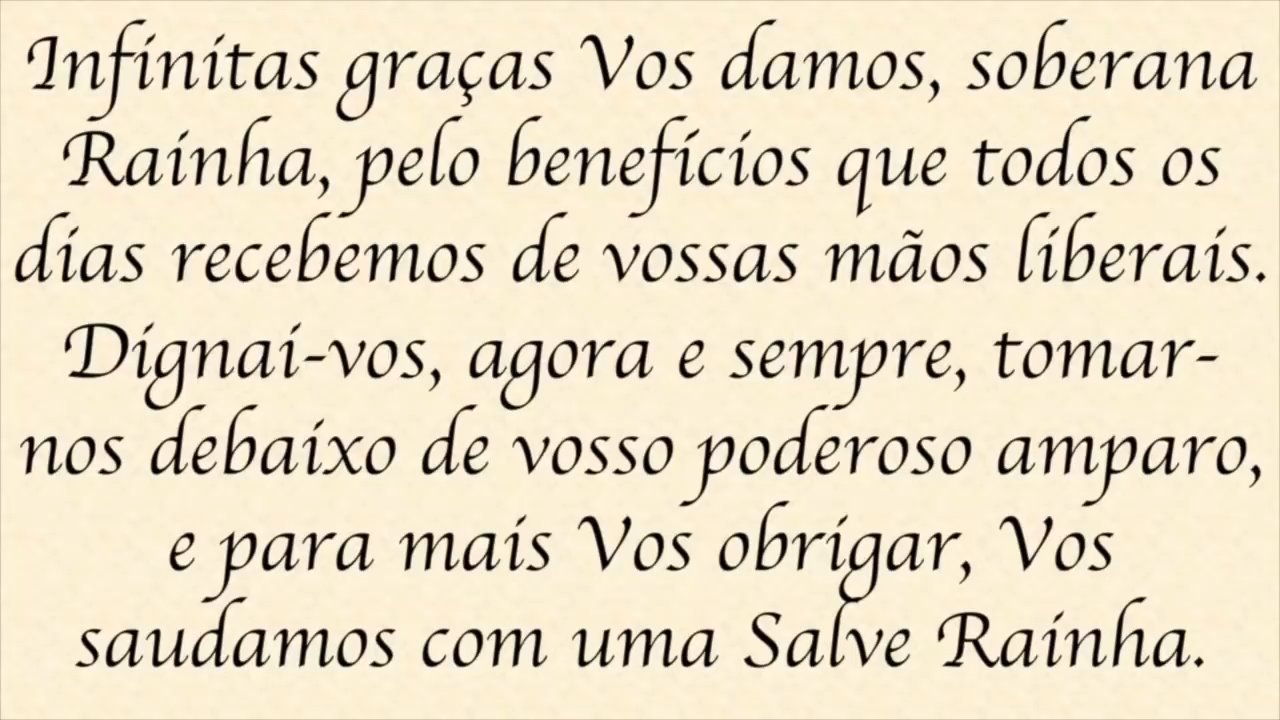 Infinitas graças Vos damos, soberana
Rainha, pelo benefícios que todos os
dias recebemos de vossas mãos liberais.
Dignai-vos, agora e sempre, tomar-
nos debaixo de vosso poderoso amparo,
e para mais Vos obrigar, Vos
saudamos com uma Salve Rainha.